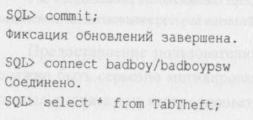 SQL> commit;
Фиксация обновлений завершена.
SQL> connect badboy/badboypsw
Соединено.
SQL> select * from TabTheft;